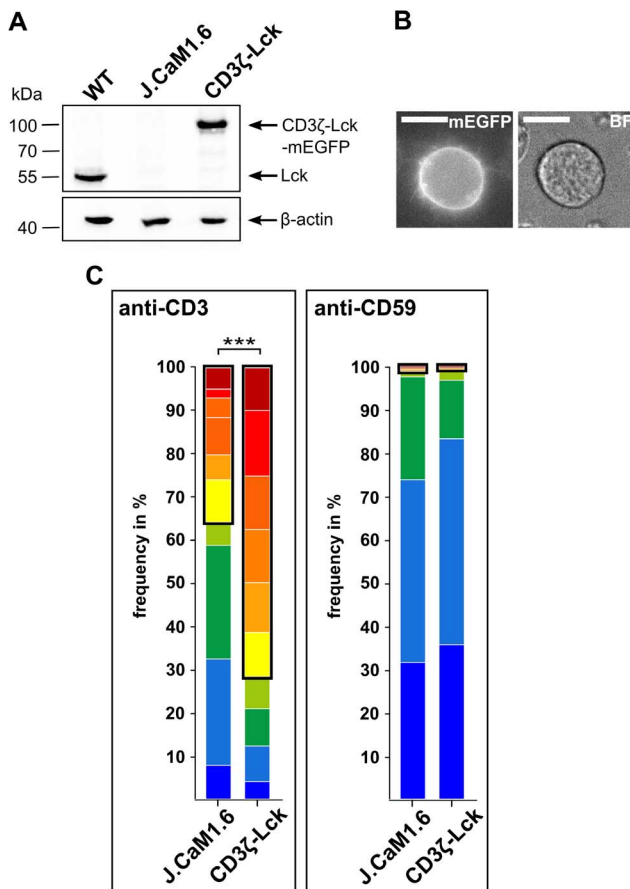 A
B
WT
J.CaM1.6
CD3ζ-Lck
kDa
100
70
55
40
CD3ζ-Lck
-mEGFP
Lck
β-actin
mEGFP
BF
C
anti-CD3
***
frequency in %
100
90
80
70
60
50
40
30
20
10
J.CaM1.6
CD3ζ-Lck
anti-CD59
frequency in %
100
90
80
70
60
50
40
30
20
10
J.CaM1.6
CD3ζ-Lck